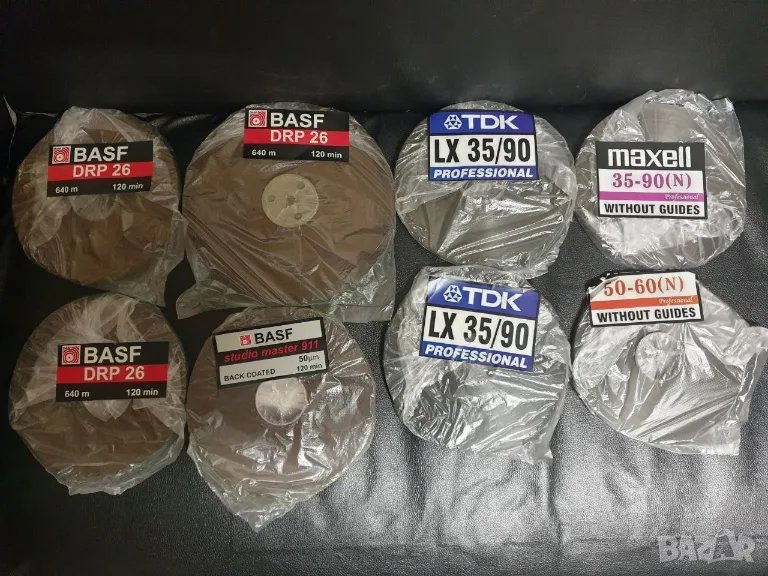 BASF
DRP 26
640 m 120 min
BASF
DRP 26
640 m 120 min
TDK
LX 35/90
PROFESSIONAL
maxell
35-90(N)
Professional
WITHOUT GUIDES
BASF
DRP 26
640 m 120 min
BASF
studio master 911
50µm
BACK COATED 120 min
TDK
LX 35/90
PROFESSIONAL
50-60(N)
Professional
WITHOUT GUIDES
BAZAR